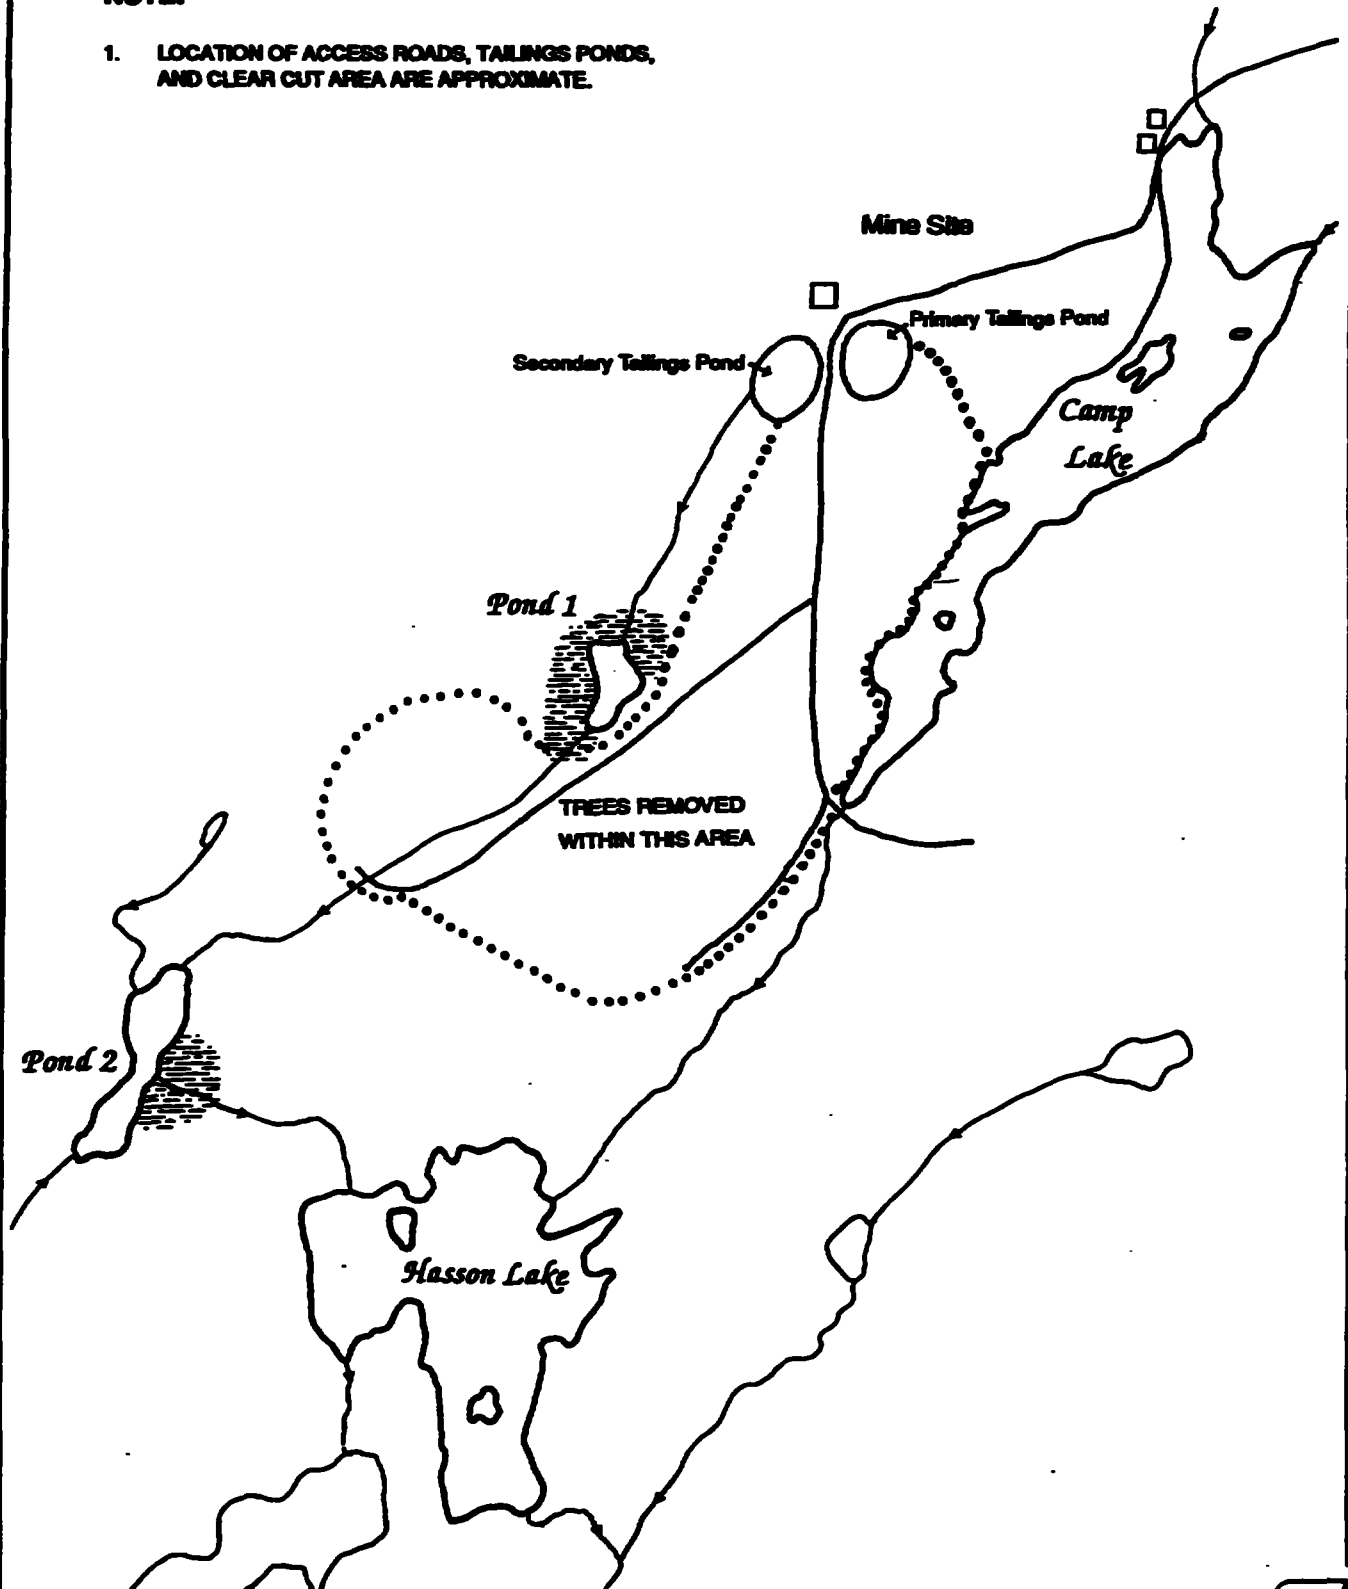 NOTE:
1. LOCATION OF ACCESS ROADS, TAILINGS PONDS,
AND CLEAR CUT AREA ARE APPROXIMATE.
Mine Site
Primary Tailings Pond
Secondary Tailings Pond
Camp
Lake
Pond 1
TREES REMOVED
WITHIN THIS AREA
Pond 2
Hasson Lake